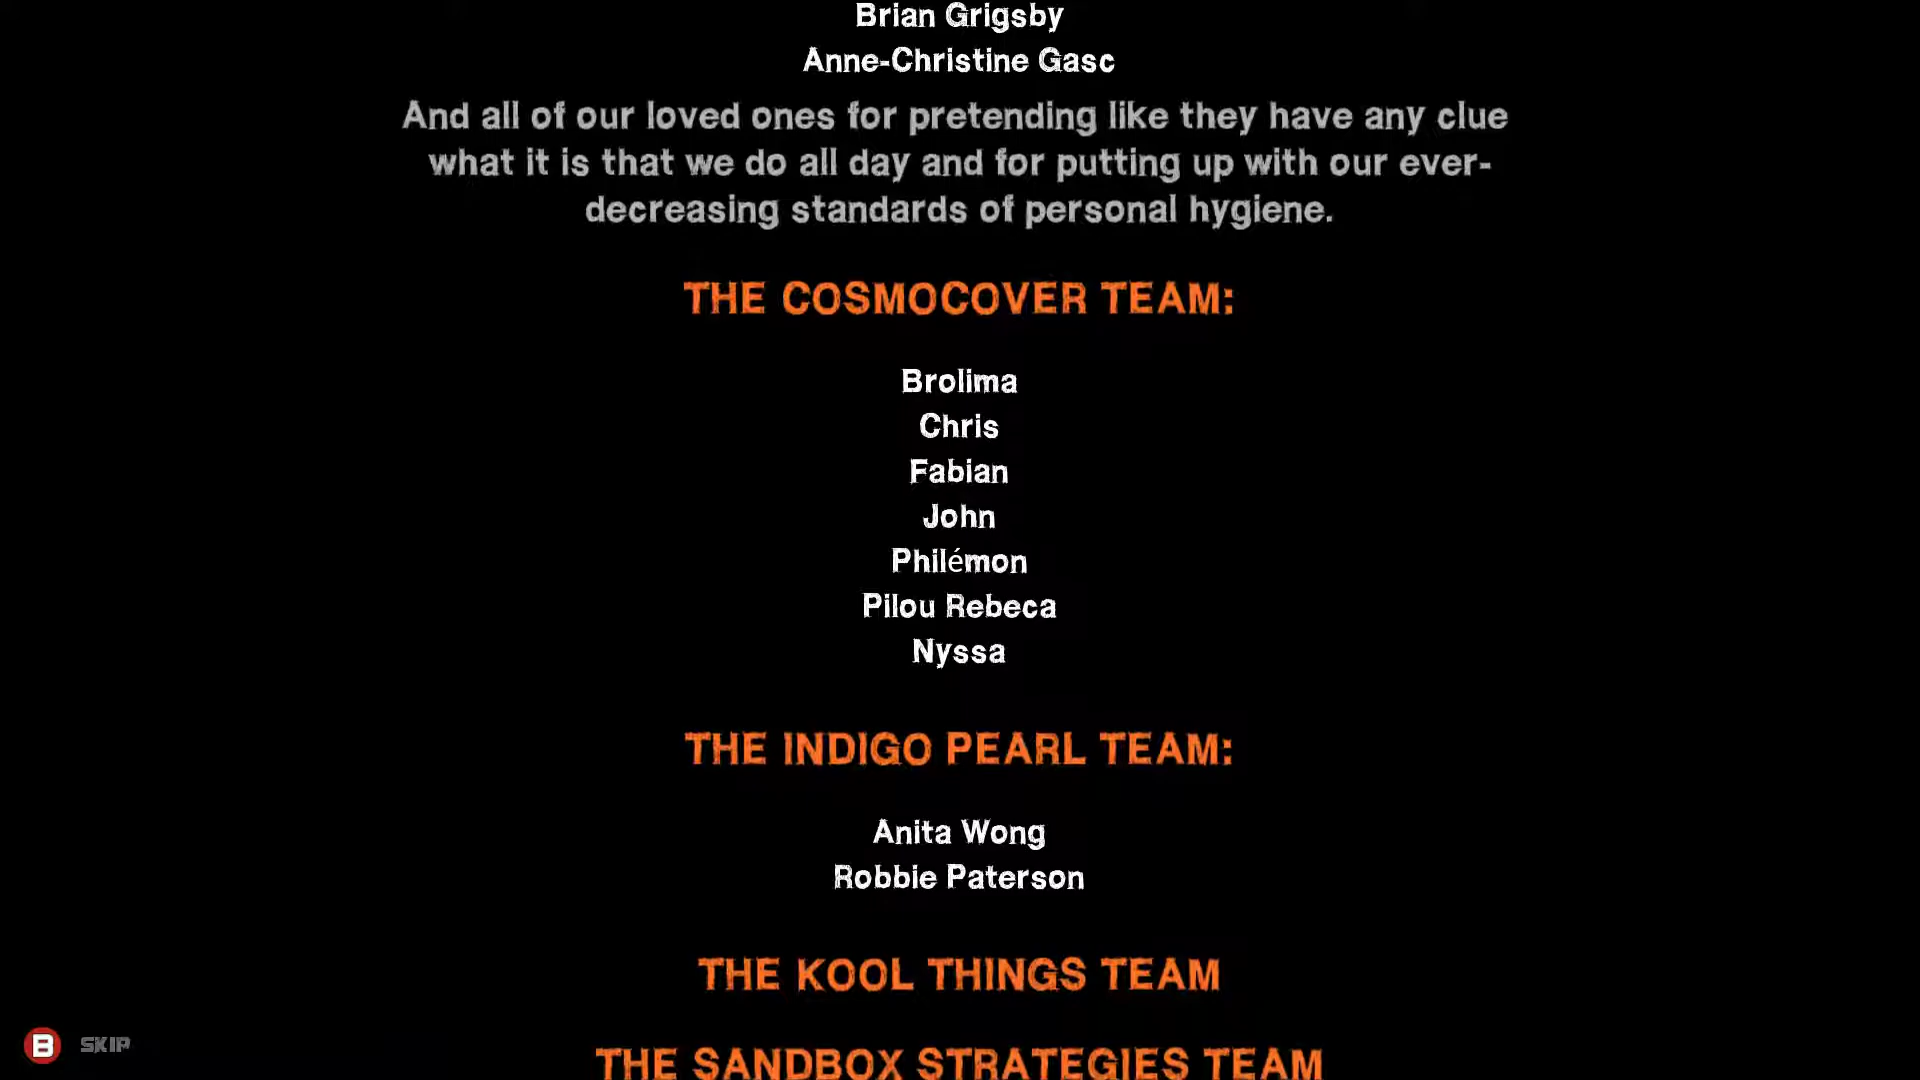 Brian Grigsby
Anne-Christine Gasc
And all of our loved ones for pretending like they have any clue
what it is that we do all day and for putting up with our ever-
decreasing standards of personal hygiene.
THE COSMOCOVER TEAM:
Brolima
Chris
Fabian
John
Philémon
Pilou Rebeca
Nyssa
THE INDIGO PEARL TEAM:
Anita Wong
Robbie Paterson
THE KOOL THINGS TEAM
B SKIP
THE SANDBOX STRATEGIES TEAM